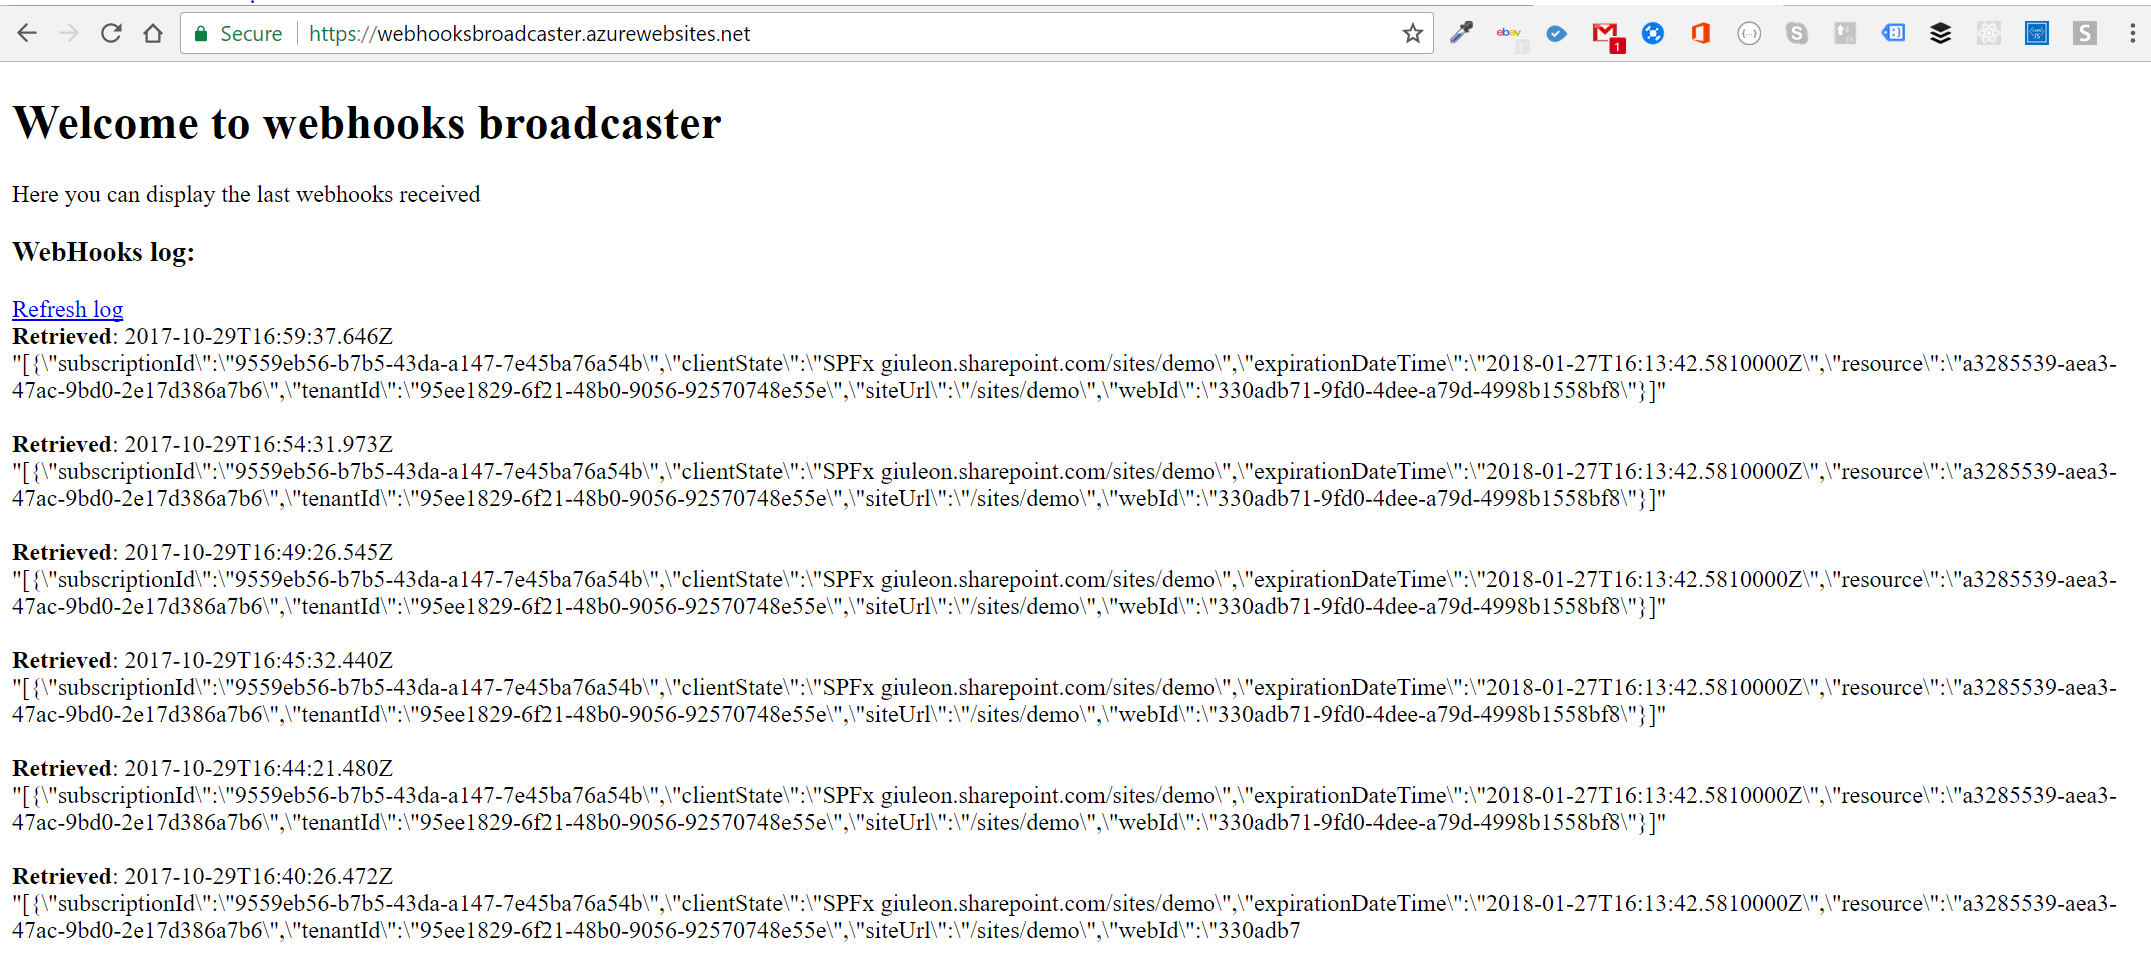 Secure https://webhooksbroadcaster.azurewebsites.net
ebay
1
Welcome to webhooks broadcaster
Here you can display the last webhooks received
WebHooks log:
Refresh log
Retrieved: 2017-10-29T16:59:37.646Z
"[{\"subscriptionId\":\"9559eb56-b7b5-43da-a147-7e45ba76a54b\",\"clientState\":\"SPFx giuleon.sharepoint.com/sites/demo\",\"expirationDateTime\":\"2018-01-27T16:13:42.5810000Z\",\"resource\":\"a3285539-aea3-
47ac-9bd0-2e17d386a7b6\",\"tenantId\":\"95ee1829-6f21-48b0-9056-92570748e55e\",\"siteUrl\":\"/sites/demo\",\"webId\":\"330adb71-9fd0-4dee-a79d-4998b1558bf8\"}]"
Retrieved: 2017-10-29T16:54:31.973Z
"[{\"subscriptionId\":\"9559eb56-b7b5-43da-a147-7e45ba76a54b\",\"clientState\":\"SPFx giuleon.sharepoint.com/sites/demo\",\"expirationDateTime\":\"2018-01-27T16:13:42.5810000Z\",\"resource\":\"a3285539-aea3-
47ac-9bd0-2e17d386a7b6\",\"tenantId\":\"95ee1829-6f21-48b0-9056-92570748e55e\",\"siteUrl\":\"/sites/demo\",\"webId\":\"330adb71-9fd0-4dee-a79d-4998b1558bf8\"}]"
Retrieved: 2017-10-29T16:49:26.545Z
"[{\"subscriptionId\":\"9559eb56-b7b5-43da-a147-7e45ba76a54b\",\"clientState\":\"SPFx giuleon.sharepoint.com/sites/demo\",\"expirationDateTime\":\"2018-01-27T16:13:42.5810000Z\",\"resource\":\"a3285539-aea3-
47ac-9bd0-2e17d386a7b6\",\"tenantId\":\"95ee1829-6f21-48b0-9056-92570748e55e\",\"siteUrl\":\"/sites/demo\",\"webId\":\"330adb71-9fd0-4dee-a79d-4998b1558bf8\"}]"
Retrieved: 2017-10-29T16:45:32.440Z
"[{\"subscriptionId\":\"9559eb56-b7b5-43da-a147-7e45ba76a54b\",\"clientState\":\"SPFx giuleon.sharepoint.com/sites/demo\",\"expirationDateTime\":\"2018-01-27T16:13:42.5810000Z\",\"resource\":\"a3285539-aea3-
47ac-9bd0-2e17d386a7b6\",\"tenantId\":\"95ee1829-6f21-48b0-9056-92570748e55e\",\"siteUrl\":\"/sites/demo\",\"webId\":\"330adb71-9fd0-4dee-a79d-4998b1558bf8\"}]"
Retrieved: 2017-10-29T16:44:21.480Z
"[{\"subscriptionId\":\"9559eb56-b7b5-43da-a147-7e45ba76a54b\",\"clientState\":\"SPFx giuleon.sharepoint.com/sites/demo\",\"expirationDateTime\":\"2018-01-27T16:13:42.5810000Z\",\"resource\":\"a3285539-aea3-
47ac-9bd0-2e17d386a7b6\",\"tenantId\":\"95ee1829-6f21-48b0-9056-92570748e55e\",\"siteUrl\":\"/sites/demo\",\"webId\":\"330adb71-9fd0-4dee-a79d-4998b1558bf8\"}]"
Retrieved: 2017-10-29T16:40:26.472Z
"[{\"subscriptionId\":\"9559eb56-b7b5-43da-a147-7e45ba76a54b\",\"clientState\":\"SPFx giuleon.sharepoint.com/sites/demo\",\"expirationDateTime\":\"2018-01-27T16:13:42.5810000Z\",\"resource\":\"a3285539-aea3-
47ac-9bd0-2e17d386a7b6\",\"tenantId\":\"95ee1829-6f21-48b0-9056-92570748e55e\",\"siteUrl\":\"/sites/demo\",\"webId\":\"330adb7